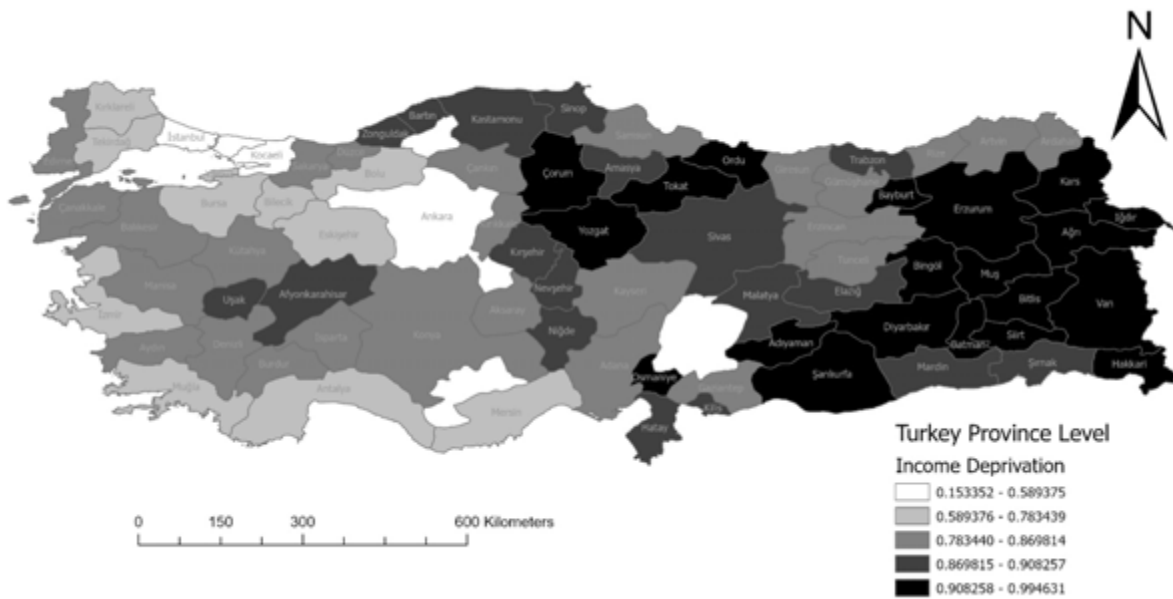 N
Kırklareli
Tekirdağ
İstanbul
Kocaeli
Zonguldak
Bartın
Kastamonu
Sinop
Samsun
Bolu
Çankırı
Çorum
Amasya
Ordu
Tokat
Giresun
Gümüşhane
Trabzon
Rize
Artvin
Ardahan
Bayburt
Erzurum
Kars
Iğdır
Ağrı
Çanakkale
Balıkesir
Bursa
Bilecik
Eskişehir
Ankara
Kırşehir
Yozgat
Sivas
Erzincan
Tunceli
Bingöl
Muş
Bitlis
Van
Kütahya
Manisa
Uşak
Afyonkarahisar
Nevşehir
Kayseri
Malatya
Elazığ
İzmir
Aksaray
Niğde
Diyarbakır
Batman
Siirt
Aydın
Denizli
Isparta
Burdur
Konya
Adana
Adıyaman
Şanlıurfa
Mardin
Şırnak
Hakkari
Muğla
Antalya
Mersin
Osmaniye
Gaziantep
Kilis
Hatay
Turkey Province Level
Income Deprivation
0.153352 - 0.589375
0.589376 - 0.783439
0.783440 - 0.869814
0.869815 - 0.908257
0.908258 - 0.994631
0 150 300 600 Kilometers